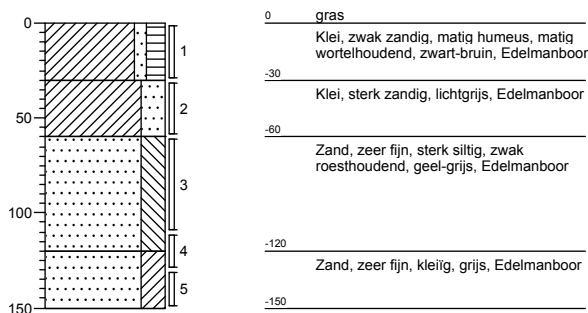 0
50
100
150
1
2
3
4
5
0
gras
Klei, zwak zandig, matig humeus, matig
wortelhoudend, zwart-bruin, Edelmanboor
-30
Klei, sterk zandig, lichtgrijs, Edelmanboor
-60
Zand, zeer fijn, sterk siltig, zwak
roesthoudend, geel-grijs, Edelmanboor
-120
Zand, zeer fijn, kleiïg, grijs, Edelmanboor
-150